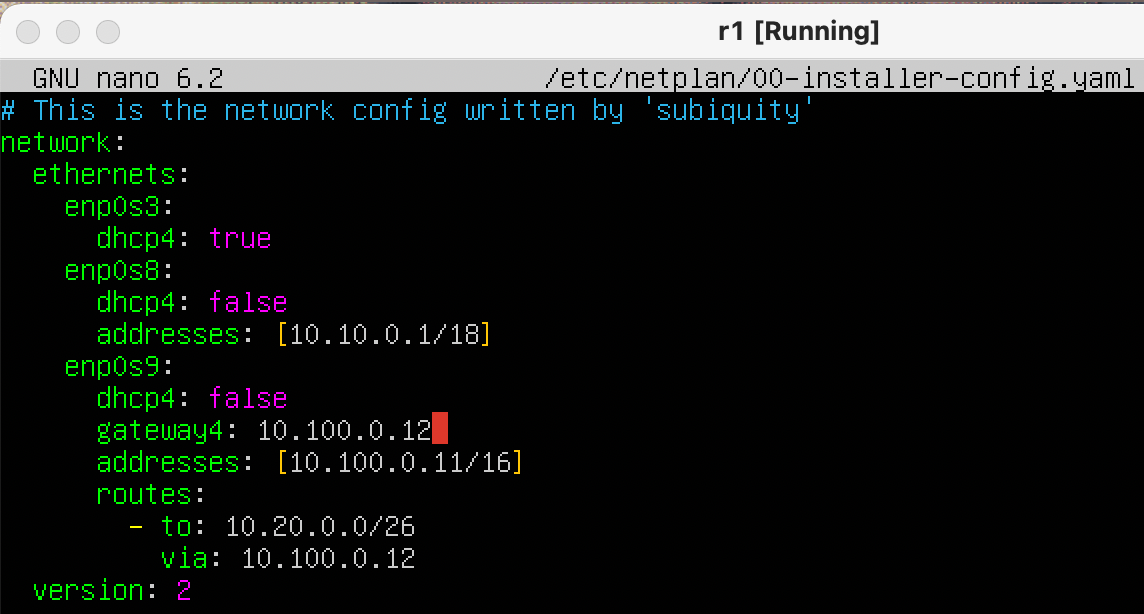 r1 [Running]
GNU nano 6.2 /etc/netplan/00-installer-config.yaml
# This is the network config written by 'subiquity'
network:
  ethernets:
    enp0s3:
      dhcp4: true
    enp0s8:
      dhcp4: false
      addresses: [10.10.0.1/18]
    enp0s9:
      dhcp4: false
      gateway4: 10.100.0.12
      addresses: [10.100.0.11/16]
      routes:
        - to: 10.20.0.0/26
          via: 10.100.0.12
  version: 2